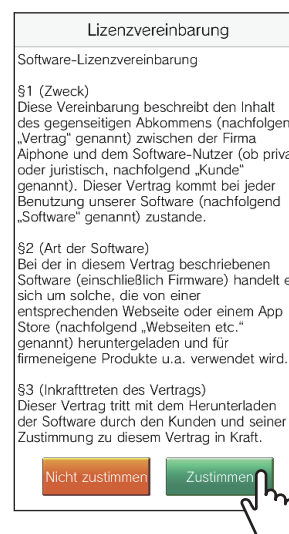 Lizenzvereinbarung
Software-Lizenzvereinbarung
§1 (Zweck)
Diese Vereinbarung beschreibt den Inhalt
des gegenseitigen Abkommens (nachfolgen
„Vertrag“ genannt) zwischen der Firma
Aiphone und dem Software-Nutzer (ob priva
oder juristisch, nachfolgend „Kunde“
genannt). Dieser Vertrag kommt bei jeder
Benutzung unserer Software (nachfolgend
„Software“ genannt) zustande.
§2 (Art der Software)
Bei der in diesem Vertrag beschriebenen
Software (einschließlich Firmware) handelt e
sich um solche, die von einer
entsprechenden Webseite oder einem App
Store (nachfolgend „Webseiten etc.“
genannt) heruntergeladen und für
firmeneigene Produkte u.a. verwendet wird.
§3 (Inkrafttreten des Vertrags)
Dieser Vertrag tritt mit dem Herunterladen
der Software durch den Kunden und seiner
Zustimmung zu diesem Vertrag in Kraft.
Nicht zustimmen Zustimmen